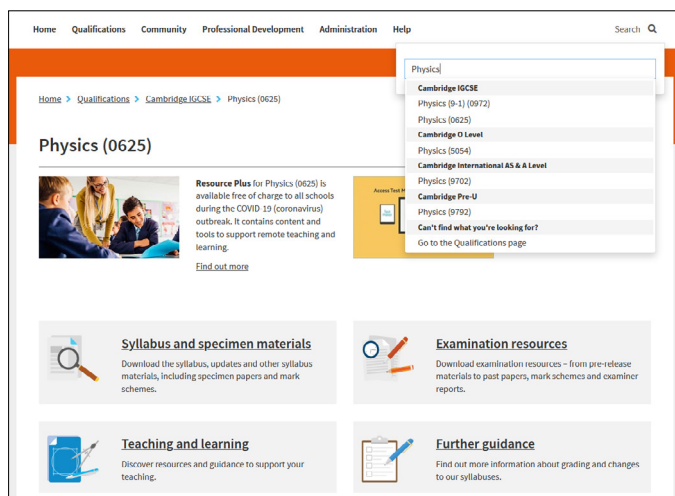 Home Qualifications Community Professional Development Administration Help Search
Physics
Cambridge IGCSE
Physics (9-1) (0972)
Physics (0625)
Cambridge O Level
Physics (5054)
Cambridge International AS & A Level
Physics (9702)
Cambridge Pre-U
Physics (9792)
Can't find what you're looking for?
Go to the Qualifications page
Home > Qualifications > Cambridge IGCSE > Physics (0625)
Physics (0625)
Resource Plus for Physics (0625) is
available free of charge to all schools
during the COVID 19 (coronavirus)
outbreak. It contains content and
tools to support remote teaching and
learning.
Find out more
Access Test
Syllabus and specimen materials
Download the syllabus, updates and other syllabus
materials, including specimen papers and mark
schemes.
Examination resources
Download examination resources – from pre-release
materials to past papers, mark schemes and examiner
reports.
Teaching and learning
Discover resources and guidance to support your
teaching.
Further guidance
Find out more information about grading and changes
to our syllabuses.